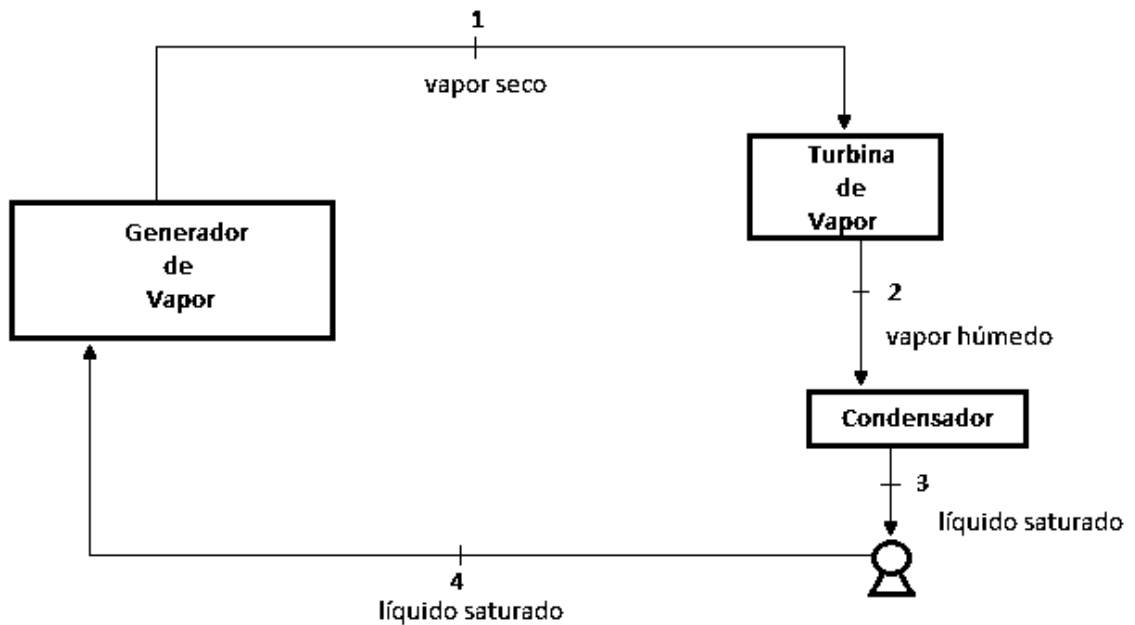 1
vapor seco
Turbina
de
Vapor
Generador
de
Vapor
2
vapor húmedo
Condensador
3
líquido saturado
4
líquido saturado